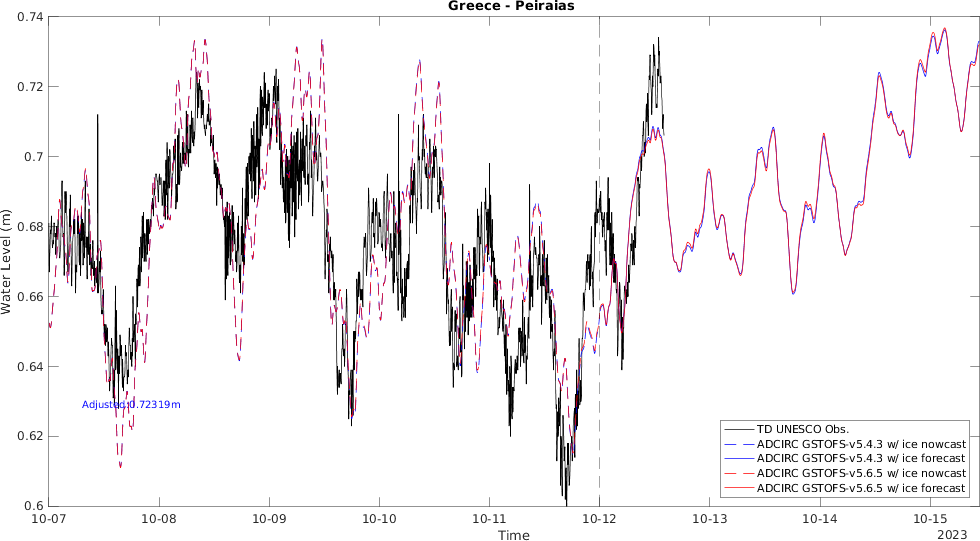 Greece - Peiraias
0.74
0.72
0.7
0.68
0.66
0.64
0.62
0.6
Water Level (m)
Adjusted:0.72319m
TD UNESCO Obs.
ADCIRC GSTOFS-v5.4.3 w/ ice nowcast
ADCIRC GSTOFS-v5.4.3 w/ ice forecast
ADCIRC GSTOFS-v5.6.5 w/ ice nowcast
ADCIRC GSTOFS-v5.6.5 w/ ice forecast
10-07 10-08 10-09 10-10 10-11 10-12 10-13 10-14 10-15
Time
2023